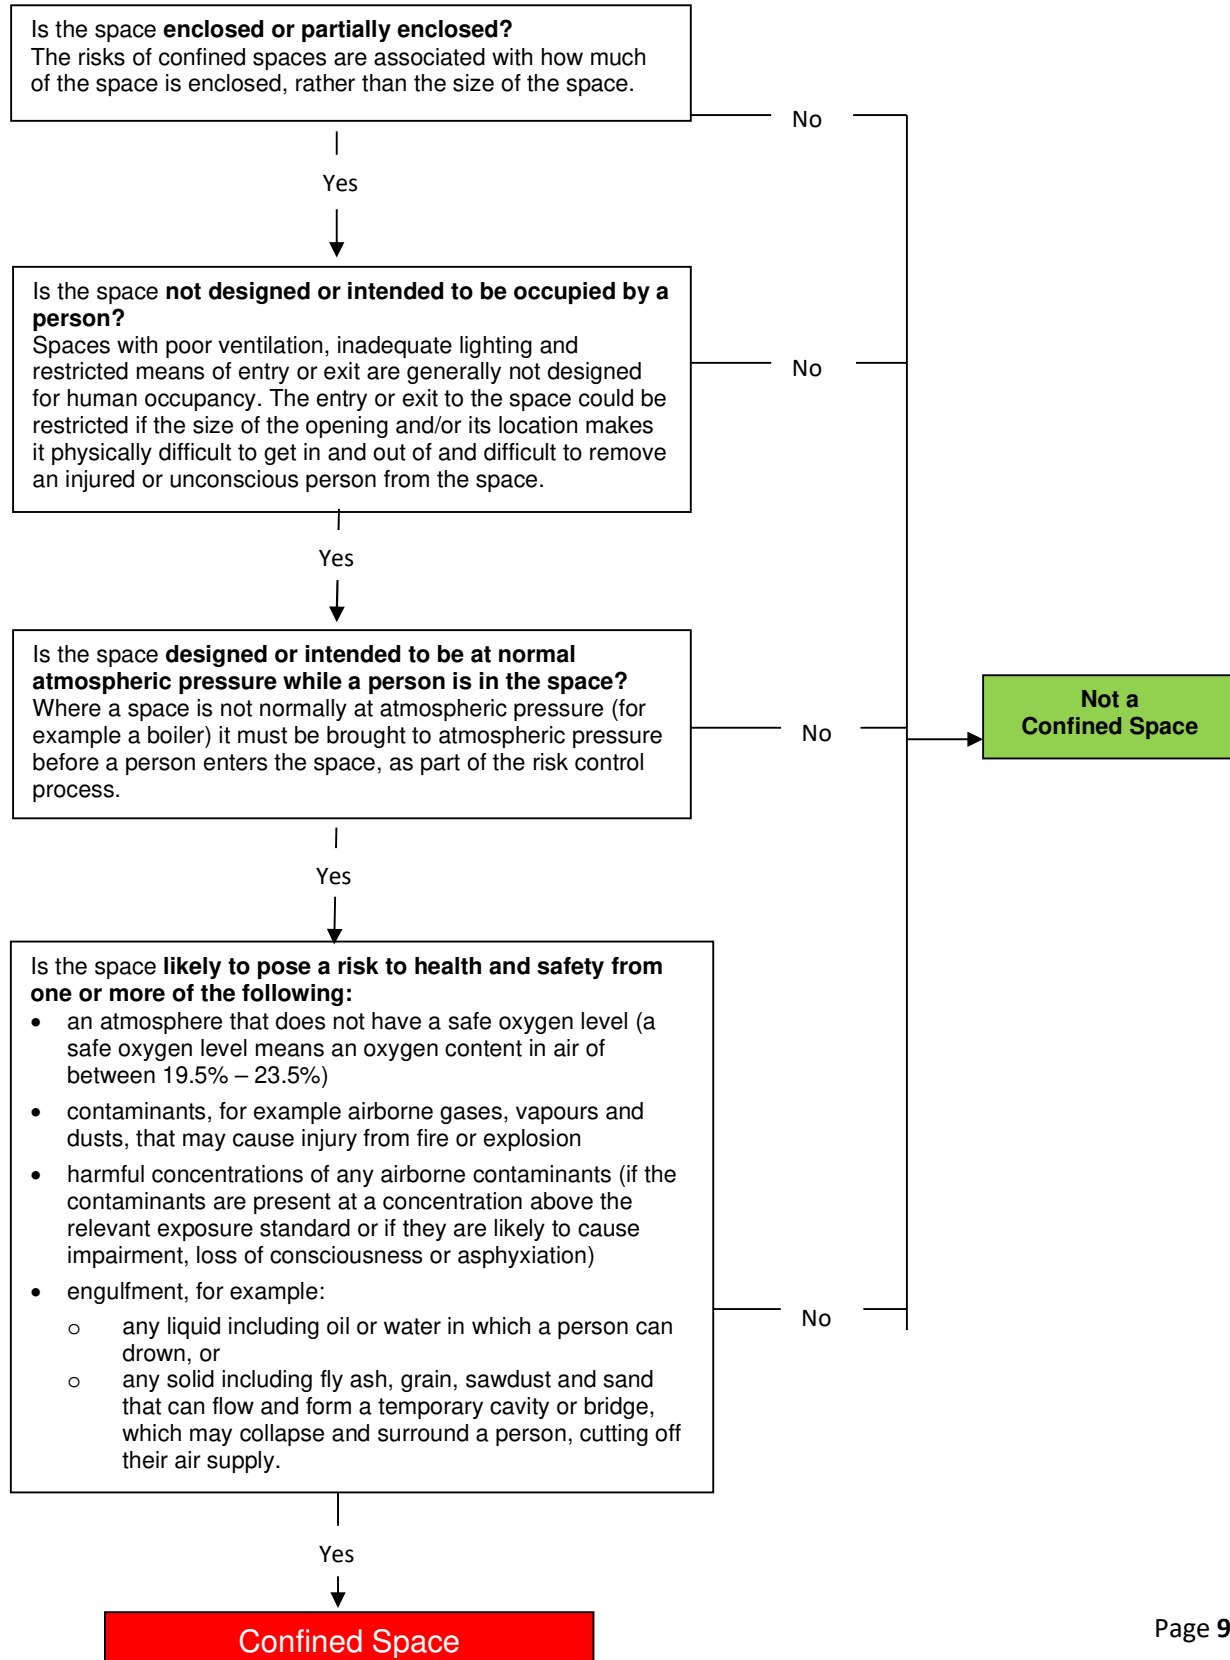 Is the space enclosed or partially enclosed?
The risks of confined spaces are associated with how much
of the space is enclosed, rather than the size of the space.
No
Yes
Is the space not designed or intended to be occupied by a
person?
Spaces with poor ventilation, inadequate lighting and
restricted means of entry or exit are generally not designed
for human occupancy. The entry or exit to the space could be
restricted if the size of the opening and/or its location makes
it physically difficult to get in and out of and difficult to remove
an injured or unconscious person from the space.
No
Yes
Is the space designed or intended to be at normal
atmospheric pressure while a person is in the space?
Where a space is not normally at atmospheric pressure (for
example a boiler) it must be brought to atmospheric pressure
before a person enters the space, as part of the risk control
process.
No
Not a
Confined Space
Yes
Is the space likely to pose a risk to health and safety from
one or more of the following:
• an atmosphere that does not have a safe oxygen level (a
safe oxygen level means an oxygen content in air of
between 19.5% – 23.5%)
• contaminants, for example airborne gases, vapours and
dusts, that may cause injury from fire or explosion
• harmful concentrations of any airborne contaminants (if the
contaminants are present at a concentration above the
relevant exposure standard or if they are likely to cause
impairment, loss of consciousness or asphyxiation)
• engulfment, for example:
o any liquid including oil or water in which a person can
drown, or
o any solid including fly ash, grain, sawdust and sand
that can flow and form a temporary cavity or bridge,
which may collapse and surround a person, cutting off
their air supply.
No
Yes
Confined Space
Page 9